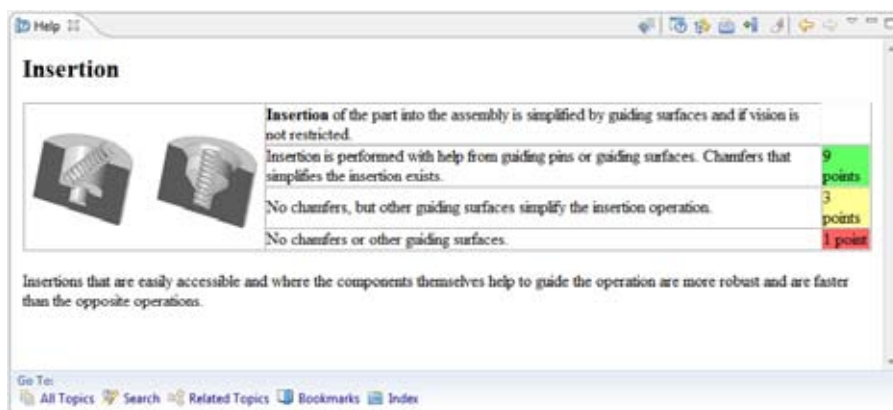 Help
Insertion
Insertion of the part into the assembly is simplified by guiding surfaces and if vision is
not restricted.
Insertion is performed with help from guiding pins or guiding surfaces. Chamfers that
simplifies the insertion exists.
9
points
No chamfers, but other guiding surfaces simplify the insertion operation.
3
points
No chamfers or other guiding surfaces.
1 point
Insertions that are easily accessible and where the components themselves help to guide the operation are more robust and are faster
than the opposite operations.
Go To:
All Topics Search Related Topics Bookmarks Index